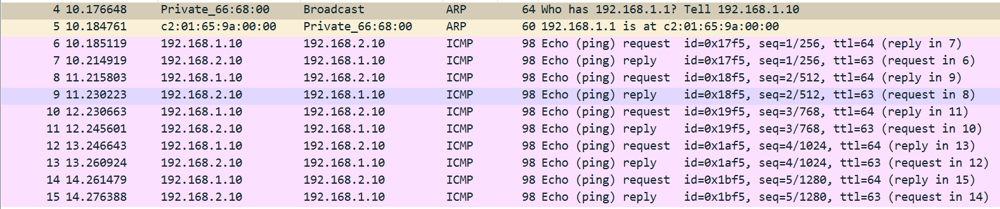 4 10.176648 Private_66:68:00 Broadcast ARP 64 Who has 192.168.1.1? Tell 192.168.1.10
5 10.184761 c2:01:65:9a:00:00 Private_66:68:00 ARP 60 192.168.1.1 is at c2:01:65:9a:00:00
6 10.185119 192.168.1.10 192.168.2.10 ICMP 98 Echo (ping) request id=0x17f5, seq=1/256, ttl=64 (reply in 7)
7 10.214919 192.168.2.10 192.168.1.10 ICMP 98 Echo (ping) reply id=0x17f5, seq=1/256, ttl=63 (request in 6)
8 11.215803 192.168.1.10 192.168.2.10 ICMP 98 Echo (ping) request id=0x18f5, seq=2/512, ttl=64 (reply in 9)
9 11.230223 192.168.2.10 192.168.1.10 ICMP 98 Echo (ping) reply id=0x18f5, seq=2/512, ttl=63 (request in 8)
10 12.230663 192.168.1.10 192.168.2.10 ICMP 98 Echo (ping) request id=0x19f5, seq=3/768, ttl=64 (reply in 11)
11 12.245601 192.168.2.10 192.168.1.10 ICMP 98 Echo (ping) reply id=0x19f5, seq=3/768, ttl=63 (request in 10)
12 13.246643 192.168.1.10 192.168.2.10 ICMP 98 Echo (ping) request id=0x1af5, seq=4/1024, ttl=64 (reply in 13)
13 13.260924 192.168.2.10 192.168.1.10 ICMP 98 Echo (ping) reply id=0x1af5, seq=4/1024, ttl=63 (request in 12)
14 14.261479 192.168.1.10 192.168.2.10 ICMP 98 Echo (ping) request id=0x1bf5, seq=5/1280, ttl=64 (reply in 15)
15 14.276388 192.168.2.10 192.168.1.10 ICMP 98 Echo (ping) reply id=0x1bf5, seq=5/1280, ttl=63 (request in 14)